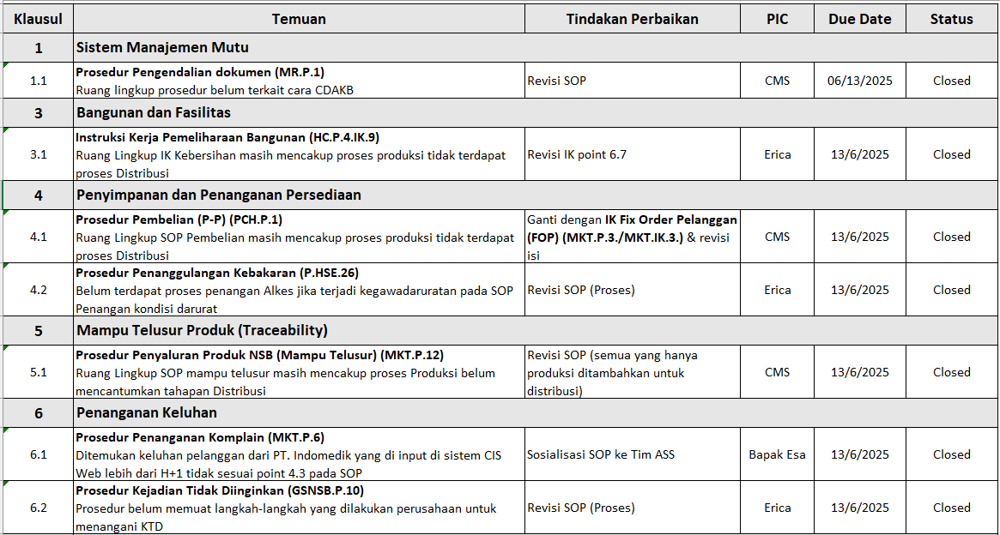 Klausul Temuan Tindakan Perbaikan PIC Due Date Status
1 Sistem Manajemen Mutu
1.1 Prosedur Pengendalian dokumen (MR.P.1)
Ruang lingkup prosedur belum terkait cara CDAKB
Revisi SOP
CMS
06/13/2025
Closed
3 Bangunan dan Fasilitas
3.1 Instruksi Kerja Pemeliharaan Bangunan (HC.P.4.IK.9)
Ruang Lingkup IK Kebersihan masih mencakup proses produksi tidak terdapat
proses Distribusi
Revisi IK point 6.7
Erica
13/6/2025
Closed
4 Penyimpanan dan Penanganan Persediaan
4.1 Prosedur Pembelian (P-P) (PCH.P.1)
Ruang Lingkup SOP Pembelian masih mencakup proses produksi tidak terdapat
proses Distribusi
Ganti dengan IK Fix Order Pelanggan
(FOP) (MKT.P.3./MKT.IK.3.) & revisi
isi
CMS
13/6/2025
Closed
4.2 Prosedur Penanggulangan Kebakaran (P.HSE.26)
Belum terdapat proses penangan Alkes jika terjadi kegawadaruratan pada SOP
Penangan kondisi darurat
Revisi SOP (Proses)
Erica
13/6/2025
Closed
5 Mampu Telusur Produk (Traceability)
5.1 Prosedur Penyaluran Produk NSB (Mampu Telusur) (MKT.P.12)
Ruang Lingkup SOP mampu telusur masih mencakup proses Produksi belum
mencantumkan tahapan Distribusi
Revisi SOP (semua yang hanya
produksi ditambahkan untuk
distribusi)
CMS
13/6/2025
Closed
6 Penanganan Keluhan
6.1 Prosedur Penanganan Komplain (MKT.P.6)
Ditemukan keluhan pelanggan dari PT. Indomedik yang di input di sistem CIS
Web lebih dari H+1 tidak sesuai point 4.3 pada SOP
Sosialisasi SOP ke Tim ASS
Bapak Esa
13/6/2025
Closed
6.2 Prosedur Kejadian Tidak Diinginkan (GSNSB.P.10)
Prosedur belum memuat langkah-langkah yang dilakukan perusahaan untuk
menangani KTD
Revisi SOP (Proses)
Erica
13/6/2025
Closed